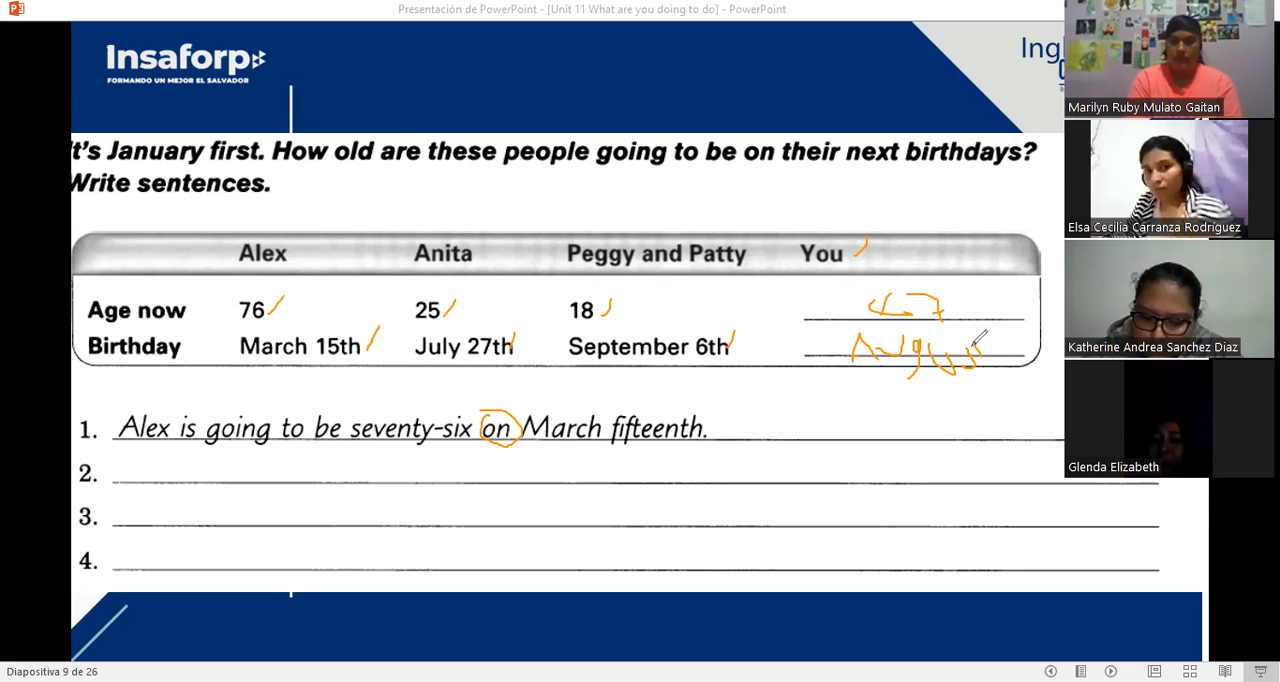 Presentación de PowerPoint - [Unit 11 What are you doing to do] - PowerPoint
Insaforp
FORMANDO UN MEJOR EL SALVADOR
It's January first. How old are these people going to be on their next birthdays?
Write sentences.
Alex Anita Peggy and Patty You
Age now 76 25 18
Birthday March 15th July 27th September 6th
1. Alex is going to be seventy-six on March fifteenth.
2.
3.
4.
Marilyn Ruby Mulato Gaitan
Elsa Cecilia Carranza Rodríguez
Katherine Andrea Sanchez Diaz
Glenda Elizabeth
Diapositiva 9 de 26